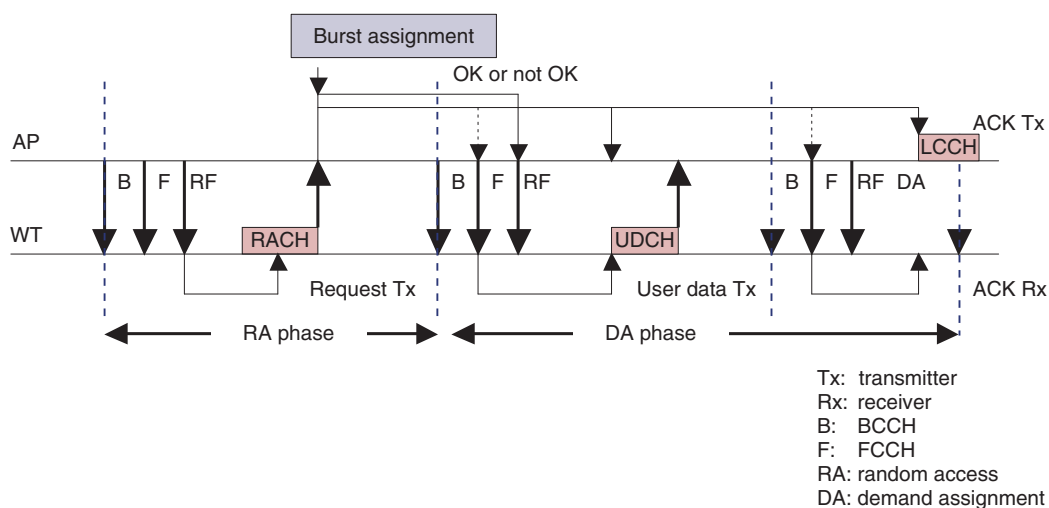 Burst assignment
OK or not OK
AP
ACK Tx
LCCH
B F RF
B F RF
B F RF DA
WT
RACH
UDCH
Request Tx
User data Tx
ACK Rx
RA phase
DA phase
Tx: transmitter
Rx: receiver
B: BCCH
F: FCCH
RA: random access
DA: demand assignment